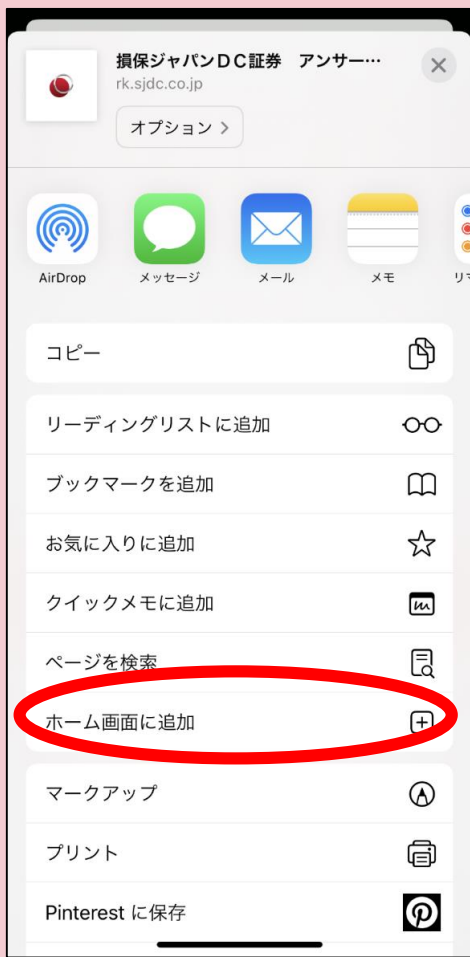 損保ジャパンDC証券　アンサー…
rk.sjdc.co.jp
オプション >
AirDrop
メッセージ
メール
メモ
リマ
コピー
リーディングリストに追加
ブックマークを追加
お気に入りに追加
クイックメモに追加
ページを検索
ホーム画面に追加
マークアップ
プリント
Pinterest に保存